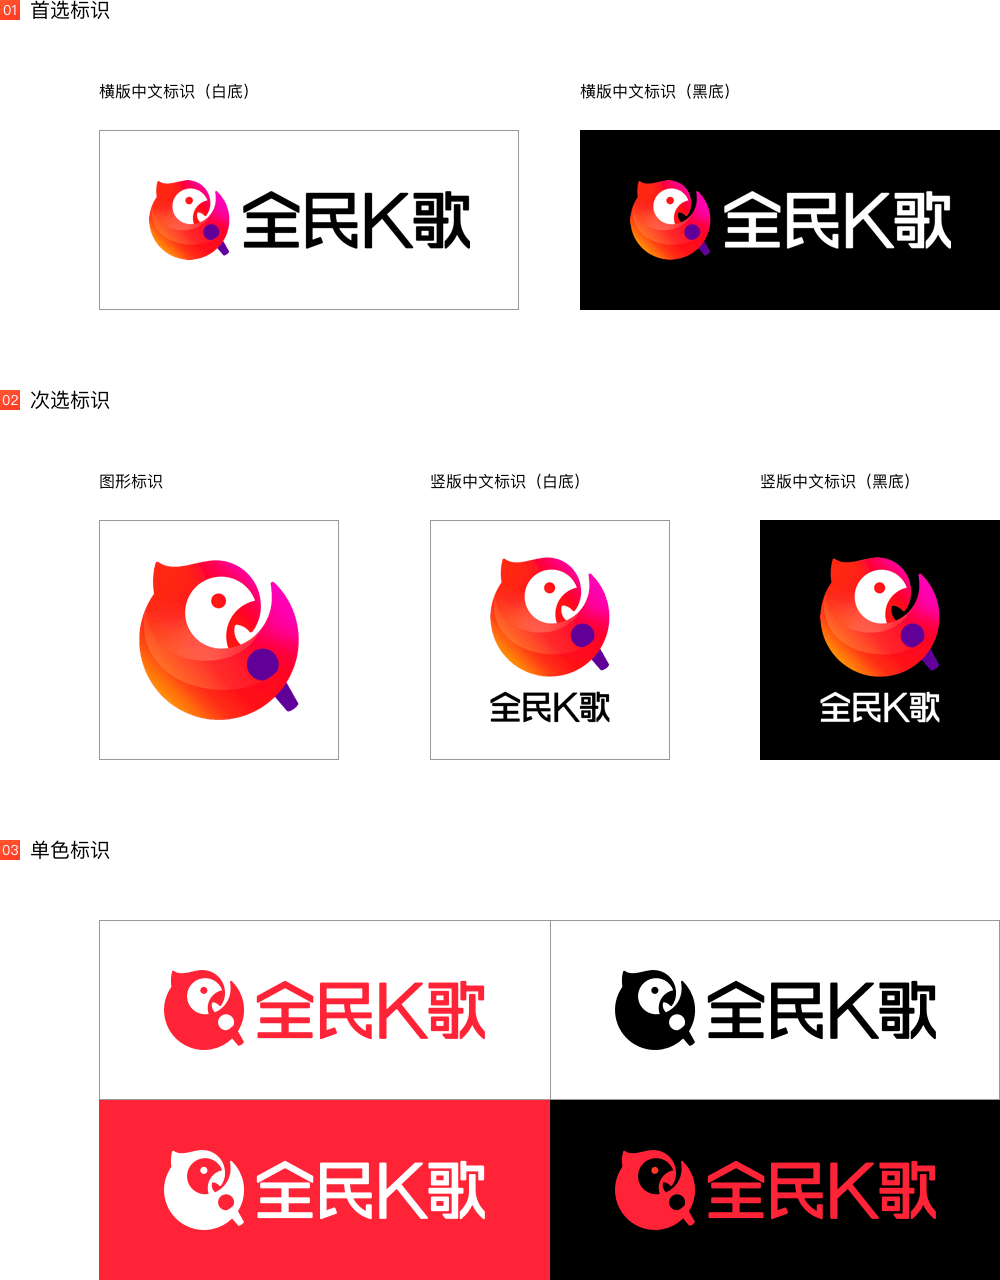 01 首选标识
横版中文标识（白底）
横版中文标识（黑底）
全民K歌
全民K歌
02 次选标识
图形标识
竖版中文标识（白底）
竖版中文标识（黑底）
全民K歌
全民K歌
03 单色标识
全民K歌
全民K歌
全民K歌
全民K歌